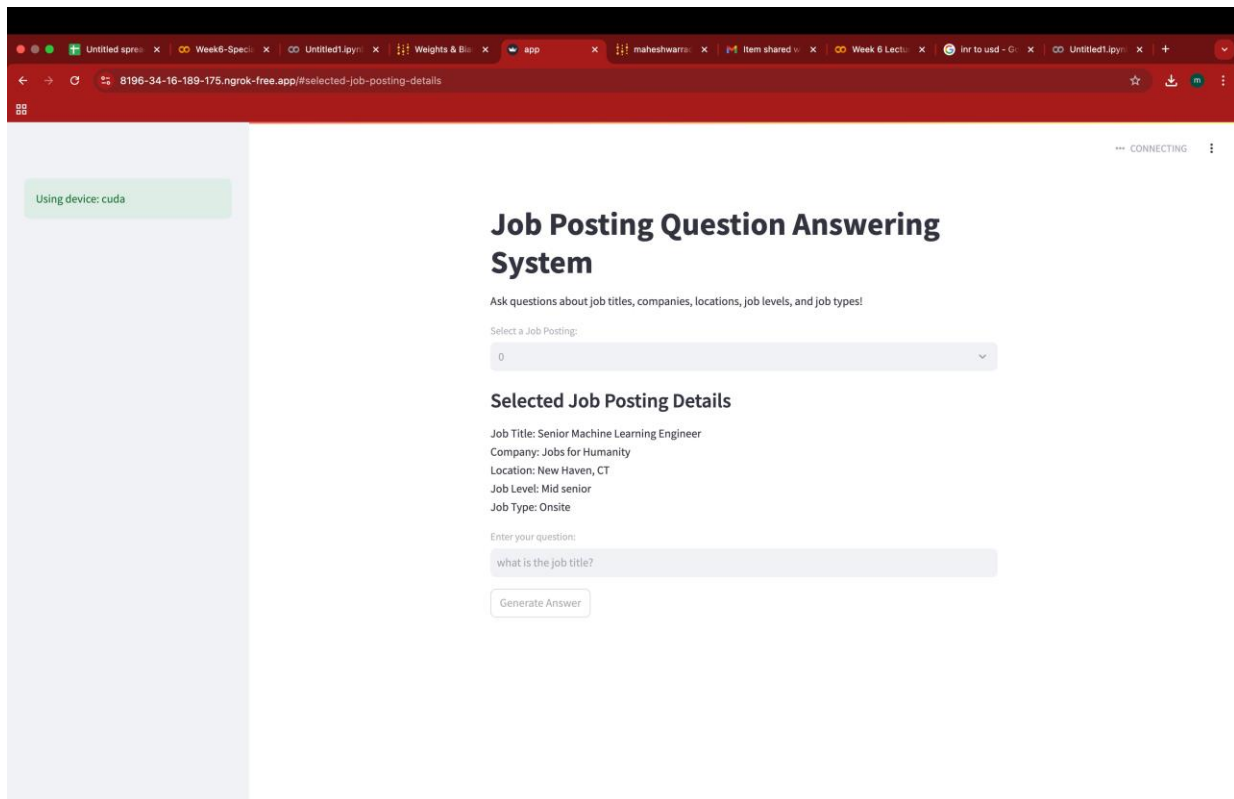 Untitled sprea
Week6-Specia
Untitled1.ipyn
Weights & Bia
app
maheshwarra
Item shared w
Week 6 Lectu
inr to usd - Go
Untitled1.ipyn
8196-34-16-189-175.ngrok-free.app/#selected-job-posting-details
m
CONNECTING
Using device: cuda
Job Posting Question Answering
System
Ask questions about job titles, companies, locations, job levels, and job types!
Select a Job Posting:
0
Selected Job Posting Details
Job Title: Senior Machine Learning Engineer
Company: Jobs for Humanity
Location: New Haven, CT
Job Level: Mid senior
Job Type: Onsite
Enter your question:
what is the job title?
Generate Answer